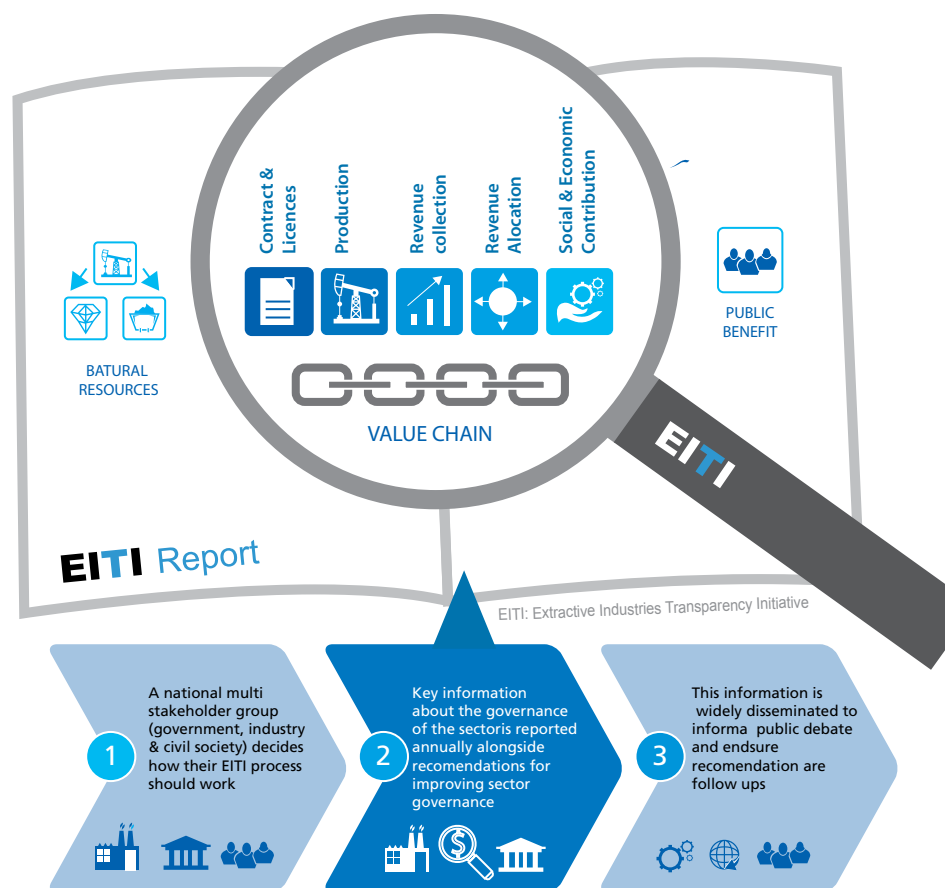 Contract &
Licences
Production
Revenue
collection
Revenue
Alocation
Social & Economic
Contribution
BATURAL
RESOURCES
PUBLIC
BENEFIT
VALUE CHAIN
EITI
EITI Report
EITI: Extractive Industries Transparency Initiative
1
A national multi
stakeholder group
(government, industry
& civil society) decides
how their EITI process
should work
2
Key information
about the governance
of the sectoris reported
annually alongside
recomendations for
improving sector
governance
$
3
This information is
widely disseminated to
informa public debate
and endsure
recomendation are
follow ups